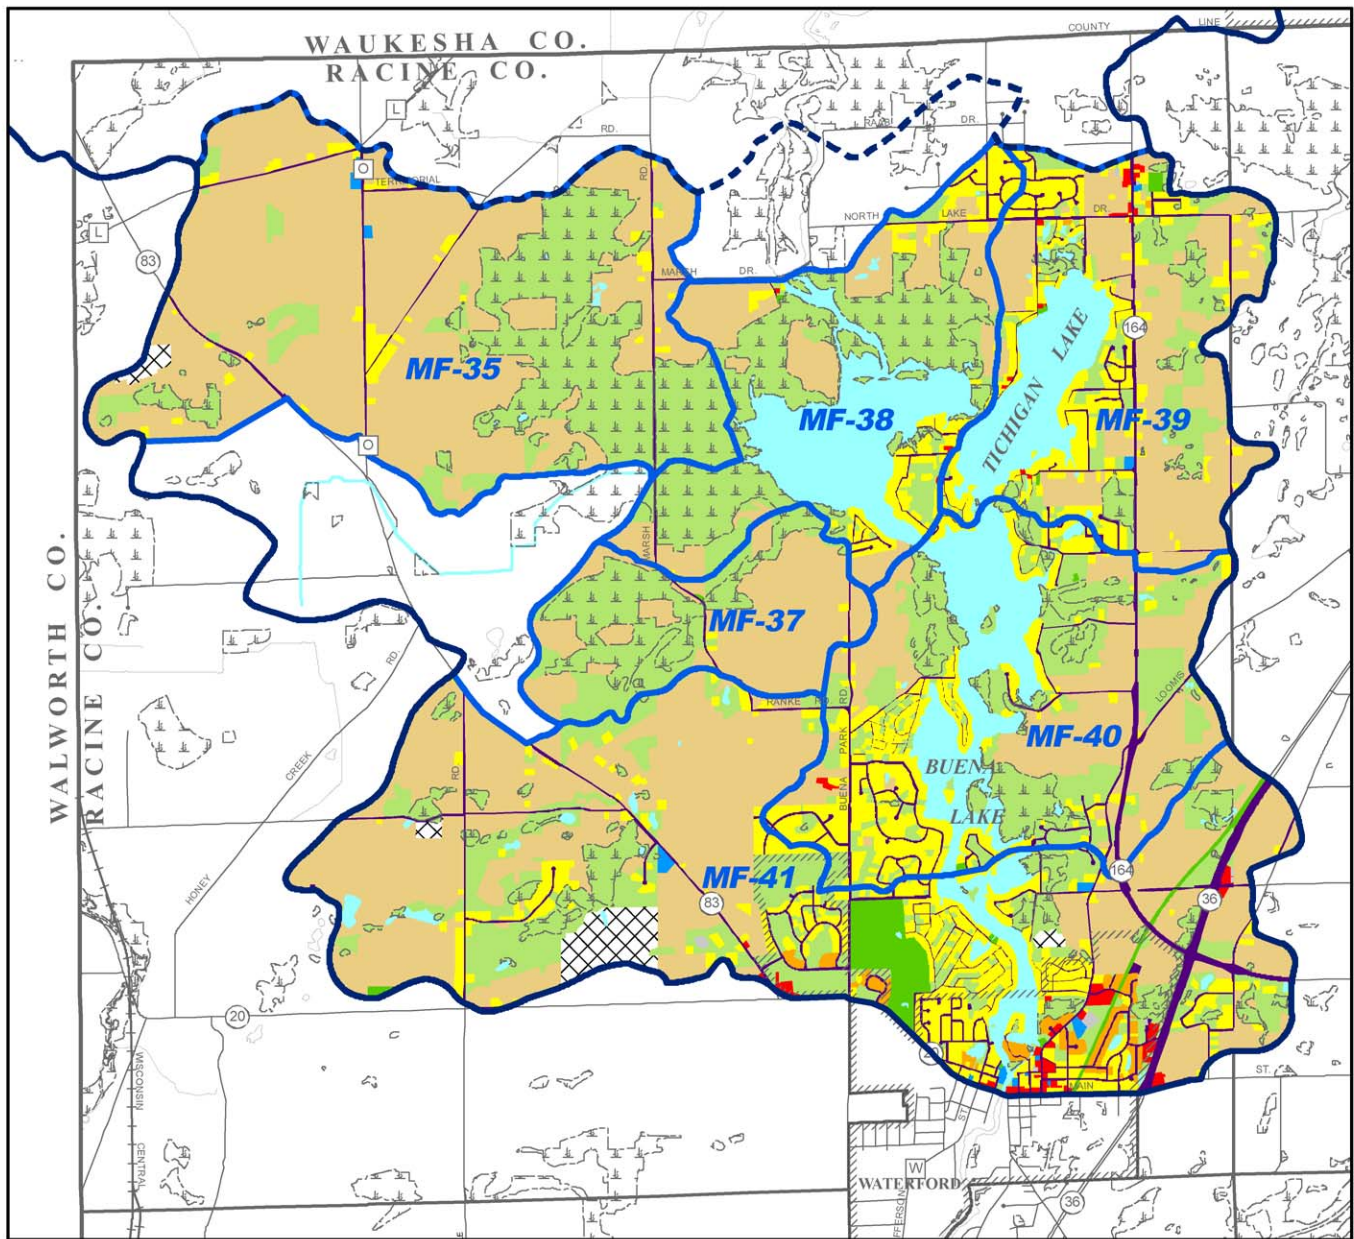 WAUKESHA CO.
RACINE CO.
COUNTY
LINE
L
RD.
RAAB
DR.
O
TERRITORIAL
RD
L
83
NORTH
LAKE
DR.
MARSH
DR.
164
MF-35
MF-38
TICHIGAN LAKE
MF-39
O
MARSH
WALWORTH CO.
RACINE CO.
MF-37
RD.
RANKE
RD
RD.
LOOMIS
PARK
BUENA
MF-40
BUENA
LAKE
CREEK
RD.
HONEY
MF-41
83
164
36
20
20
WISCONSIN
CENTRAL
MAIN
ST.
ST.
W
WATERFORD
36